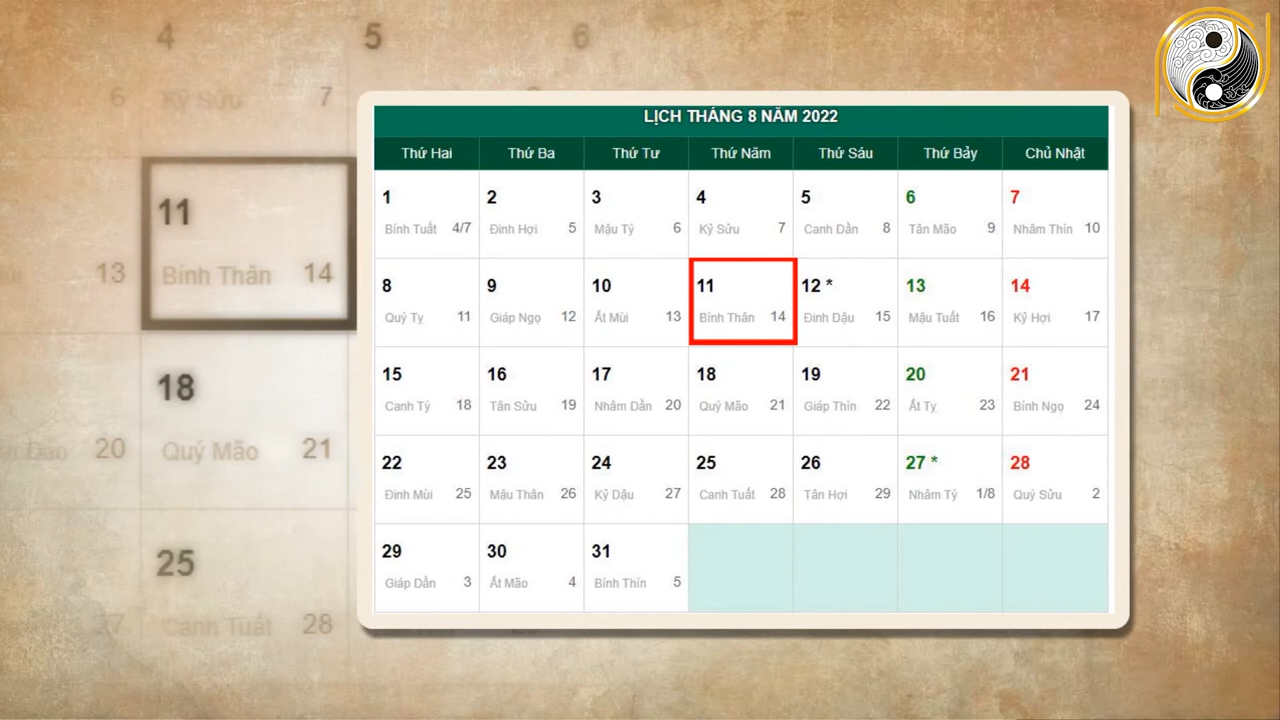 4 5 6
6 Kỷ Sửu 7
11
13 Bính Thân 14
18
20 Quý Mão 21
25
27 Canh Tuất 28
LỊCH THÁNG 8 NĂM 2022
Thứ Hai Thứ Ba Thứ Tư Thứ Năm Thứ Sáu Thứ Bảy Chủ Nhật
1 2 3 4 5 6 7
Bính Tuất 4/7 Đinh Hợi 5 Mậu Tý 6 Kỷ Sửu 7 Canh Dần 8 Tân Mão 9 Nhâm Thìn 10
8 9 10 11 12 * 13 14
Quý Tỵ 11 Giáp Ngọ 12 Ất Mùi 13 Bính Thân 14 Đinh Dậu 15 Mậu Tuất 16 Kỷ Hợi 17
15 16 17 18 19 20 21
Canh Tý 18 Tân Sửu 19 Nhâm Dần 20 Quý Mão 21 Giáp Thìn 22 Ất Tỵ 23 Bính Ngọ 24
22 23 24 25 26 27 * 28
Đinh Mùi 25 Mậu Thân 26 Kỷ Dậu 27 Canh Tuất 28 Tân Hợi 29 Nhâm Tý 1/8 Quý Sửu 2
29 30 31
Giáp Dần 3 Ất Mão 4 Bính Thìn 5